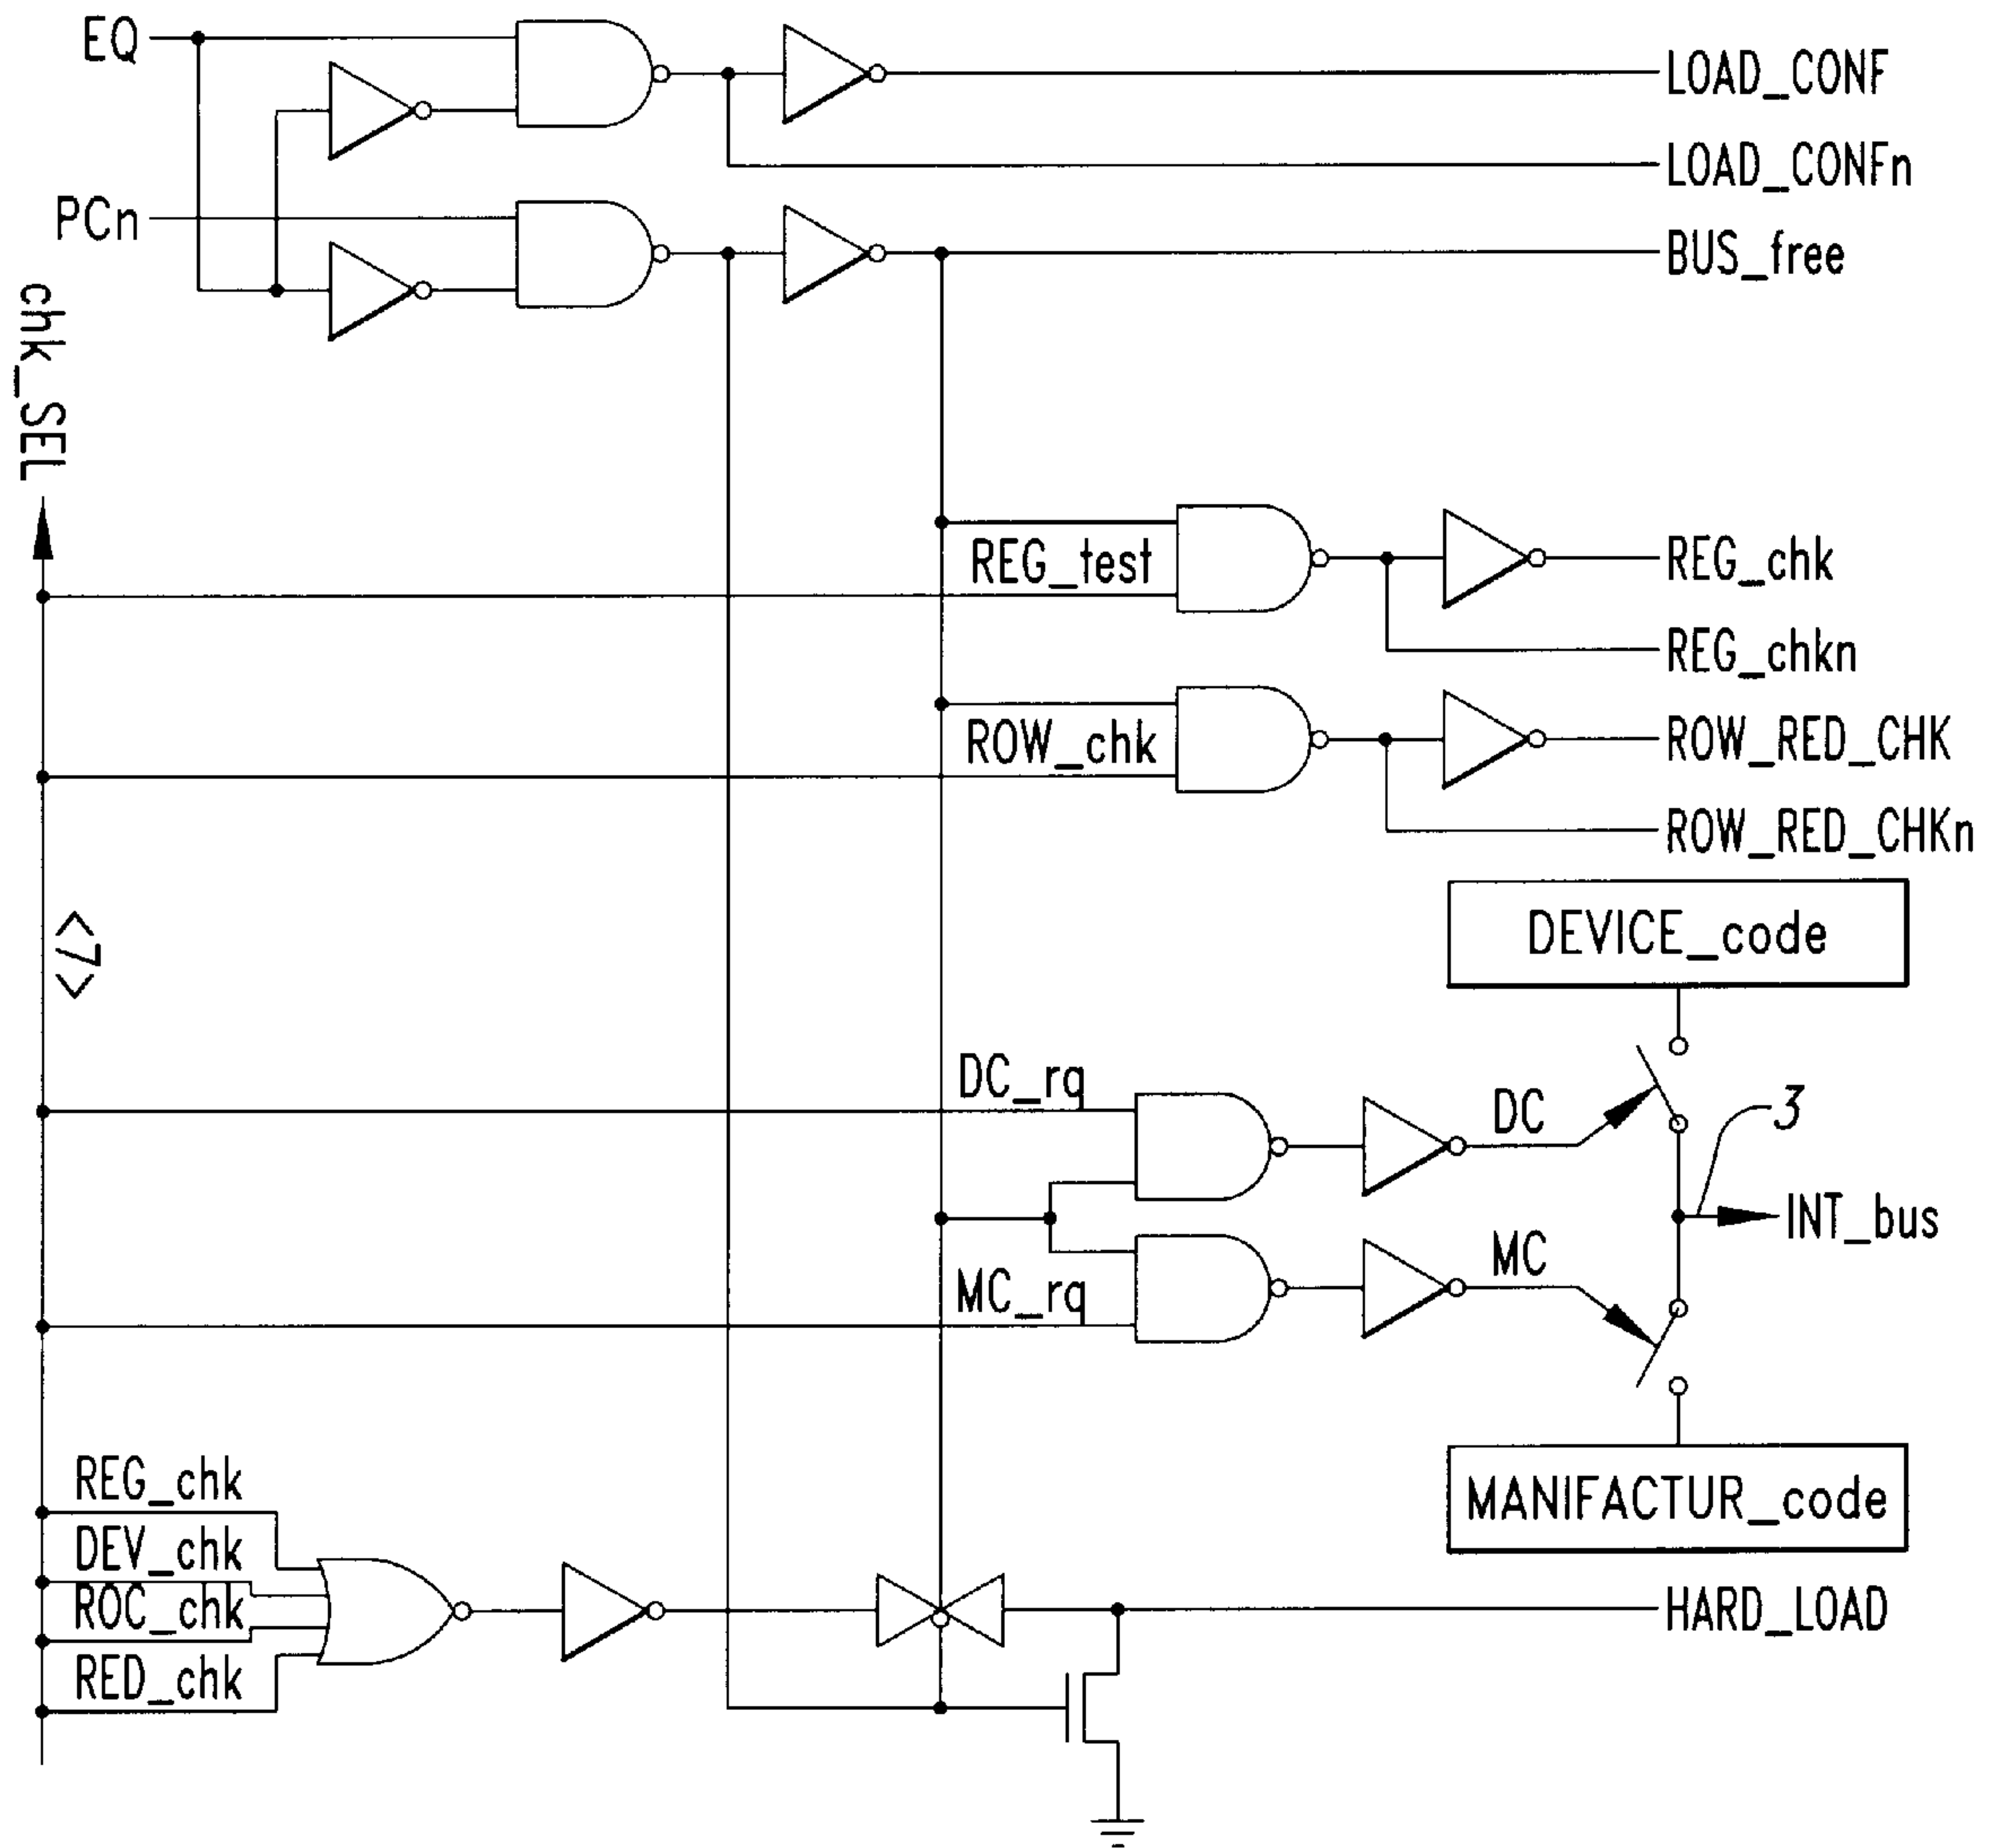 EQ
LOAD_CONF
LOAD_CONFn
PCn
BUS_free
chk_SEL
REG_test
REG_chk
REG_chkn
ROW_chk
ROW_RED_CHK
ROW_RED_CHKn
<7>
DEVICE_code
DC_rq
DC
3
INT_bus
MC_rq
MC
MANIFACTUR_code
REG_chk
DEV_chk
ROC_chk
RED_chk
HARD_LOAD